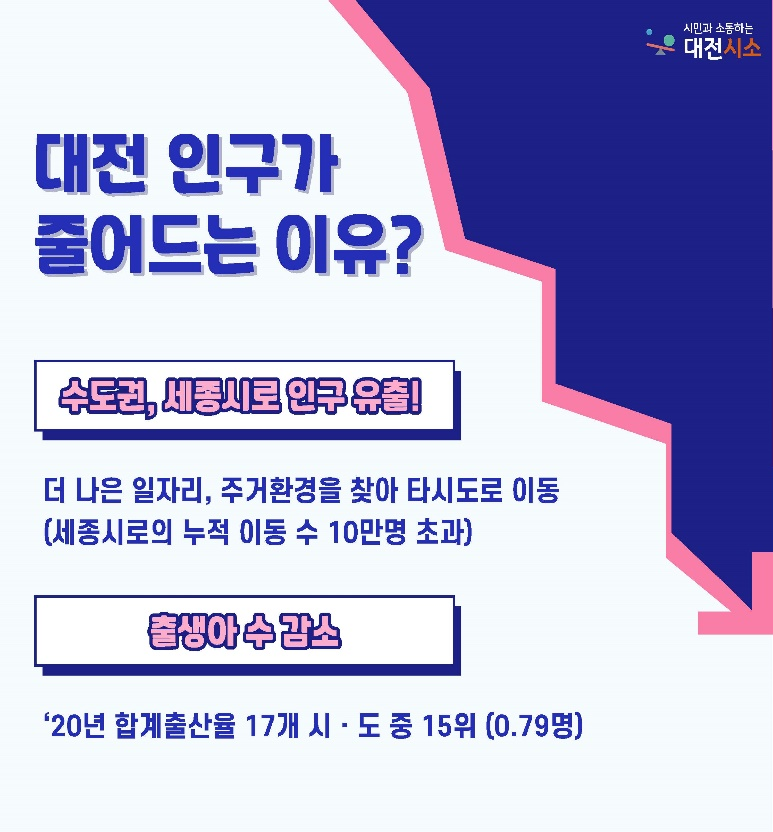 시민과 소통하는
대전시소
대전 인구가
줄어드는 이유?
수도권, 세종시로 인구 유출!
더 나은 일자리, 주거환경을 찾아 타시도로 이동
(세종시로의 누적 이동 수 10만명 초과)
출생아 수 감소
‘20년 합계출산율 17개 시·도 중 15위 (0.79명)